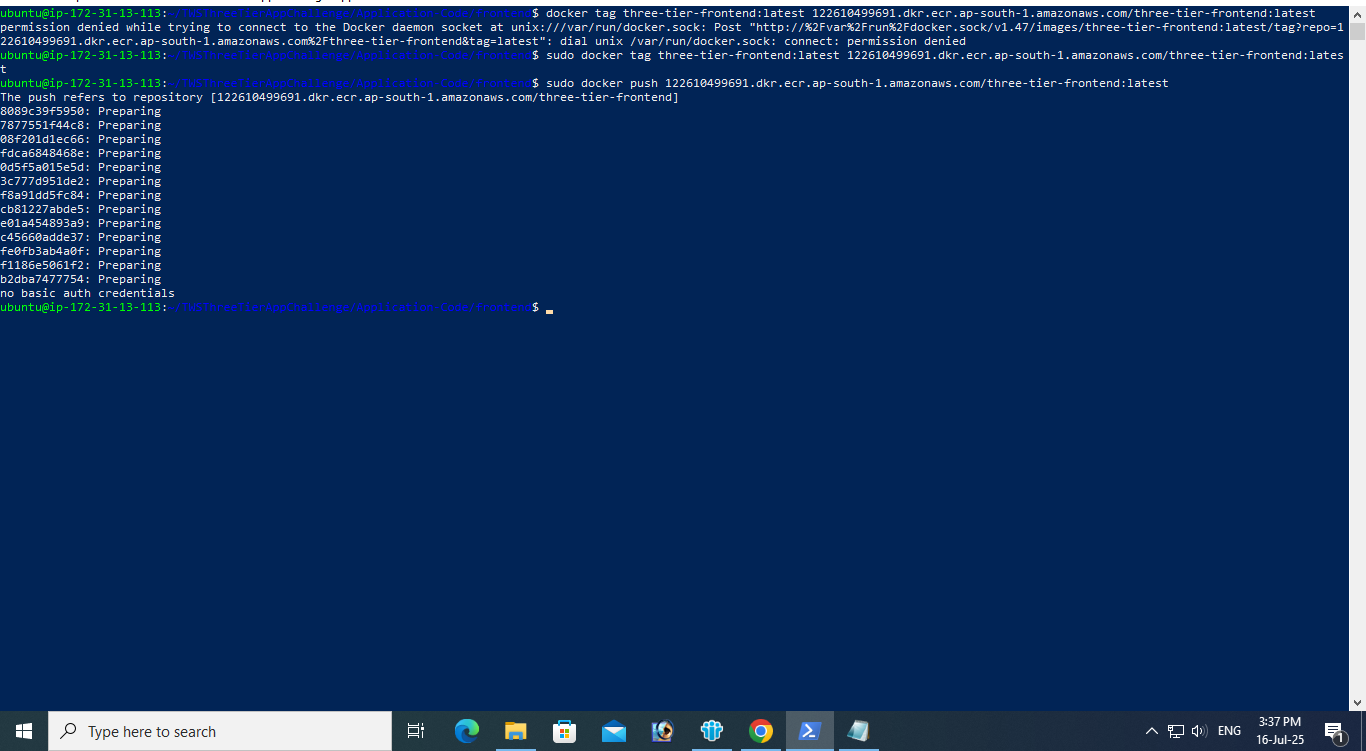 ubuntu@ip-172-31-13-113: $ docker tag three-tier-frontend:latest 122610499691.dkr.ecr.ap-south-1.amazonaws.com/three-tier-frontend:latest
permission denied while trying to connect to the Docker daemon socket at unix:///var/run/docker.sock: Post "http://%2Fvar%2Frun%2Fdocker.sock/v1.47/images/three-tier-frontend:latest/tag?repo=1
22610499691.dkr.ecr.ap-south-1.amazonaws.com%2Fthree-tier-frontend&tag=latest": dial unix /var/run/docker.sock: connect: permission denied
ubuntu@ip-172-31-13-113: $ sudo docker tag three-tier-frontend:latest 122610499691.dkr.ecr.ap-south-1.amazonaws.com/three-tier-frontend:lates
t
ubuntu@ip-172-31-13-113: $ sudo docker push 122610499691.dkr.ecr.ap-south-1.amazonaws.com/three-tier-frontend:latest
The push refers to repository [122610499691.dkr.ecr.ap-south-1.amazonaws.com/three-tier-frontend]
8089c39f5950: Preparing
7877551f44c8: Preparing
08f201d1ec66: Preparing
fdca6848468e: Preparing
0d5f5a015e5d: Preparing
3c777d951de2: Preparing
f8a91dd5fc84: Preparing
cb81227abde5: Preparing
e01a454893a9: Preparing
c45660adde37: Preparing
fe0fb3ab4a0f: Preparing
f1186e5061f2: Preparing
b2dba7477754: Preparing
no basic auth credentials
ubuntu@ip-172-31-13-113: $
Type here to search
ENG
3:37 PM
16-Jul-25
1